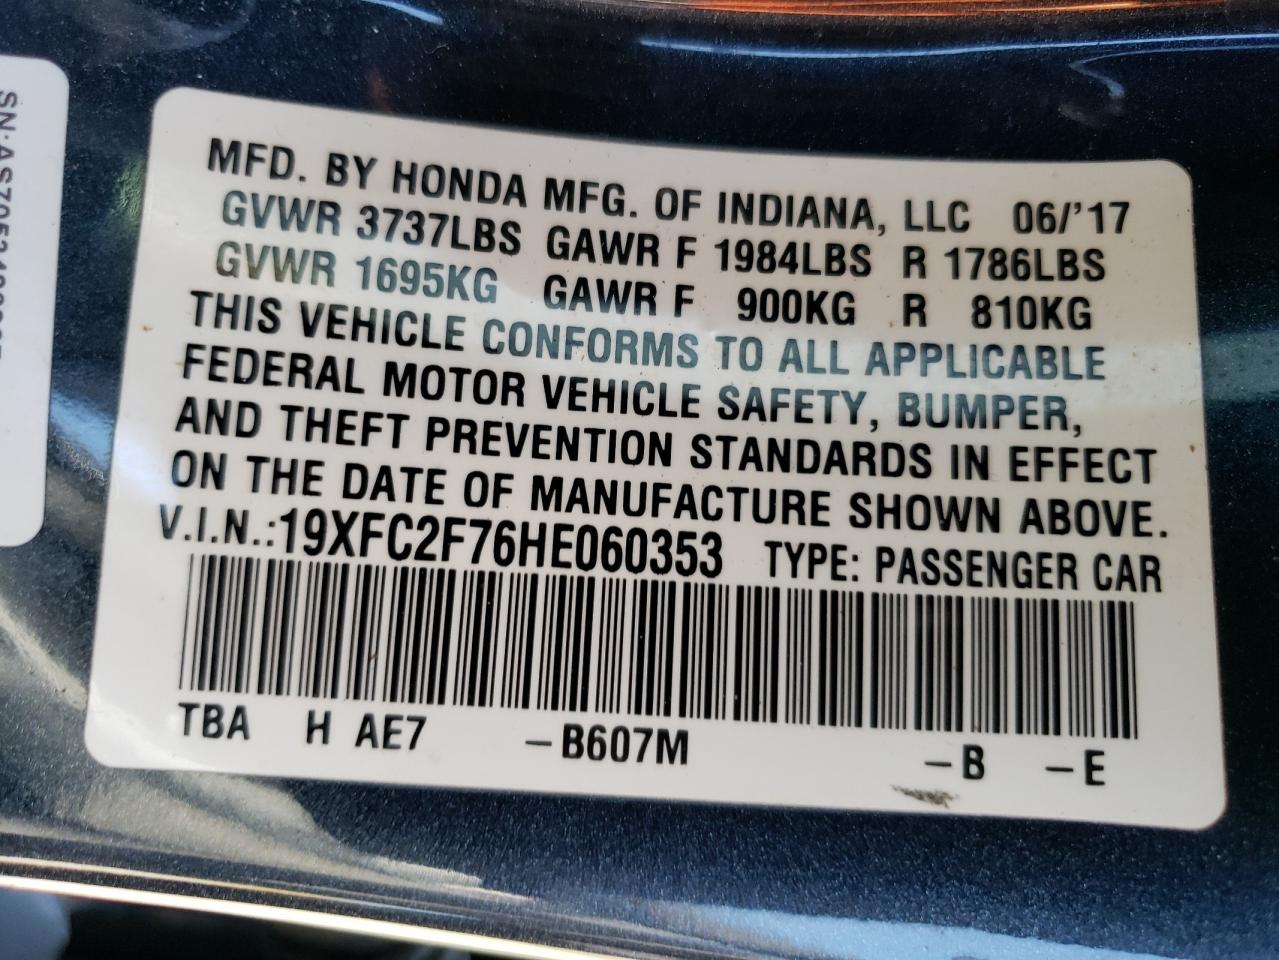 MFD. BY HONDA MFG. OF INDIANA, LLC 06/'17
GVWR 3737LBS GAWR F 1984LBS R 1786LBS
GVWR 1695KG GAWR F 900KG R 810KG
THIS VEHICLE CONFORMS TO ALL APPLICABLE
FEDERAL MOTOR VEHICLE SAFETY, BUMPER,
AND THEFT PREVENTION STANDARDS IN EFFECT
ON THE DATE OF MANUFACTURE SHOWN ABOVE.
V.I.N.:19XFC2F76HE060353 TYPE: PASSENGER CAR
TBA H AE7 –B607M –B –E